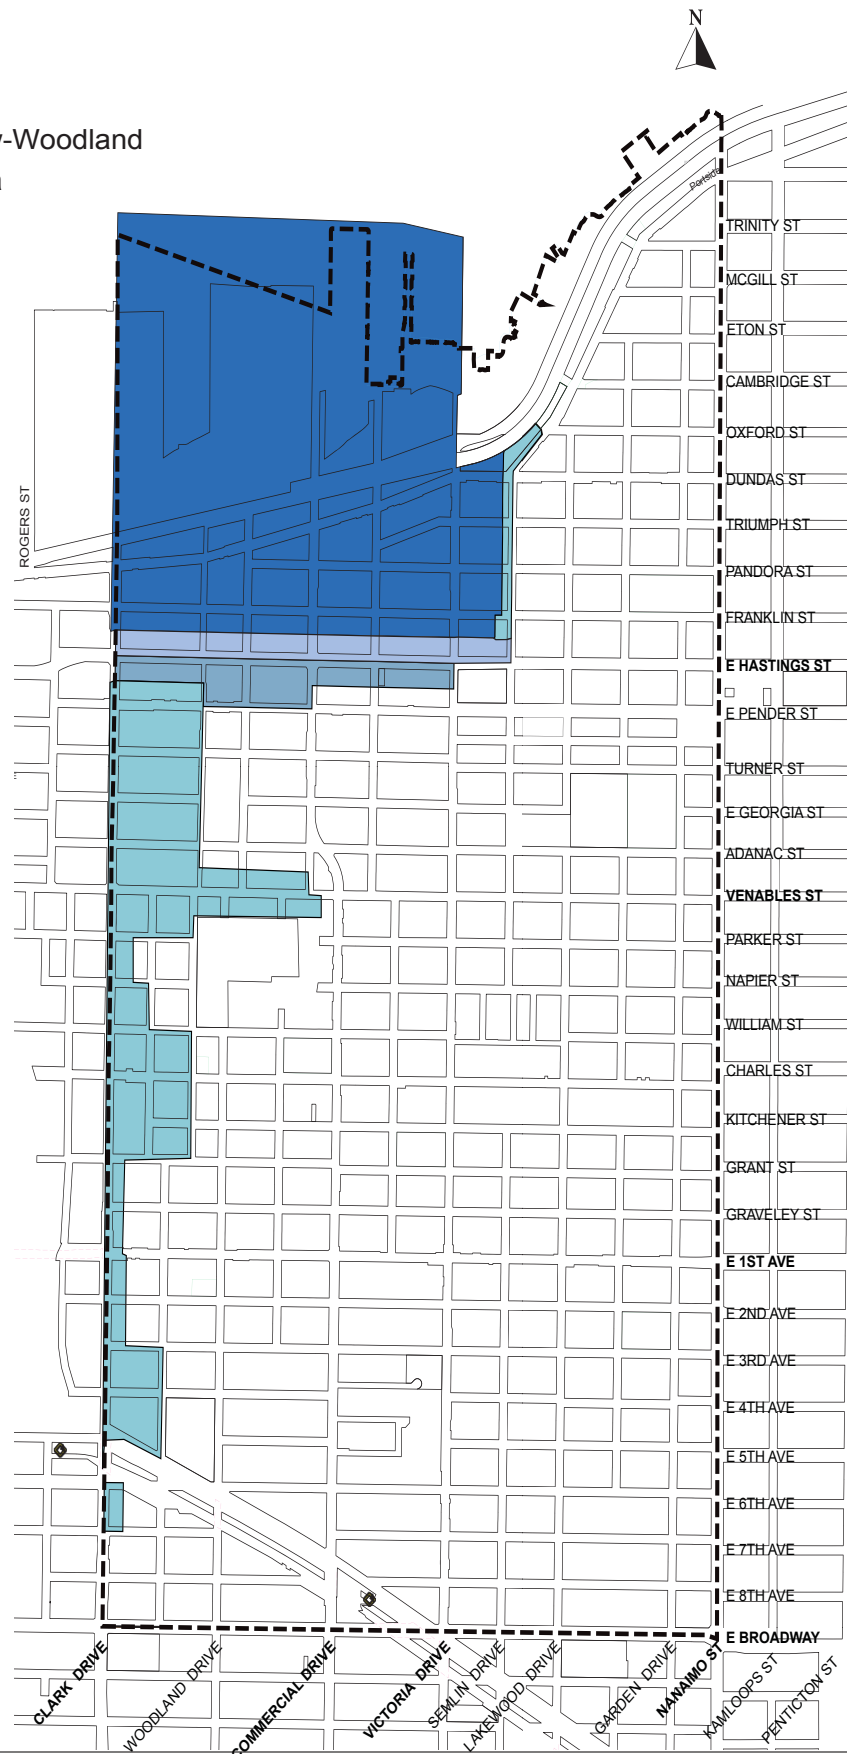 N
y-Woodland
Portside
TRINITY ST
MCGILL ST
ETON ST
CAMBRIDGE ST
OXFORD ST
DUNDAS ST
ROGERS ST
TRIUMPH ST
PANDORA ST
FRANKLIN ST
E HASTINGS ST
E PENDER ST
TURNER ST
E GEORGIA ST
ADANAC ST
VENABLES ST
PARKER ST
NAPIER ST
WILLIAM ST
CHARLES ST
KITCHENER ST
GRANT ST
GRAVELEY ST
E 1ST AVE
E 2ND AVE
E 3RD AVE
E 4TH AVE
E 5TH AVE
E 6TH AVE
E 7TH AVE
E 8TH AVE
E BROADWAY
CLARK DRIVE
WOODLAND DRIVE
COMMERCIAL DRIVE
VICTORIA DRIVE
SEMLIN DRIVE
LAKEWOOD DRIVE
GARDEN DRIVE
NANAIMO ST
KAMLOOPS ST
PENTICTON ST